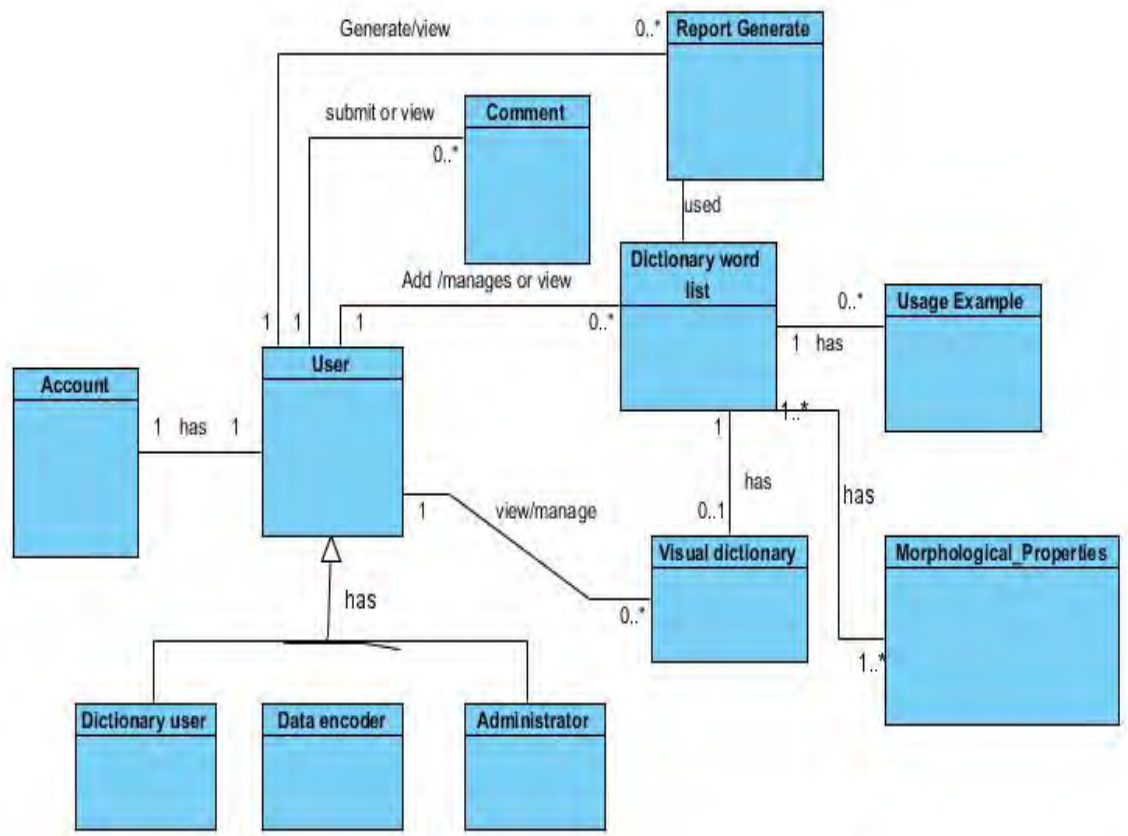 Generate/view
0..*
Report Generate
submit or view
Comment
0..*
used
Dictionary word
list
Add /manages or view
0..*
Usage Example
1
1
1
0..*
1 has
User
Account
1..*
1 has 1
1
has
has
1
view/manage
0..1
Visual dictionary
Morphological_Properties
has
0..*
1..*
Dictionary user
Data encoder
Administrator